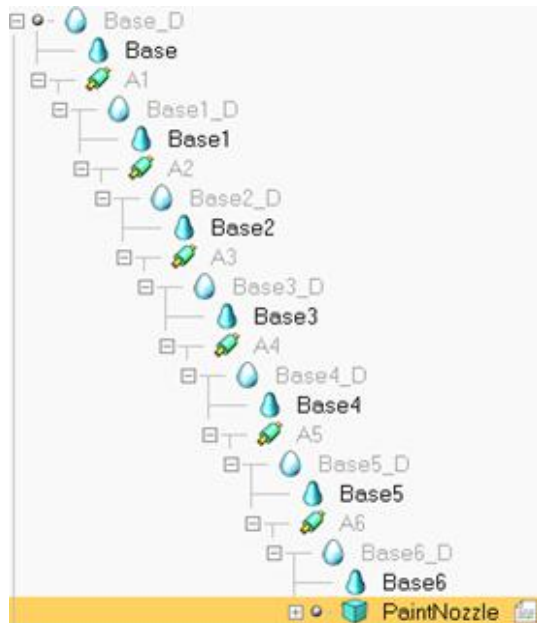 Base_D
Base
A1
Base1_D
Base1
A2
Base2_D
Base2
A3
Base3_D
Base3
A4
Base4_D
Base4
A5
Base5_D
Base5
A6
Base6_D
Base6
PaintNozzle